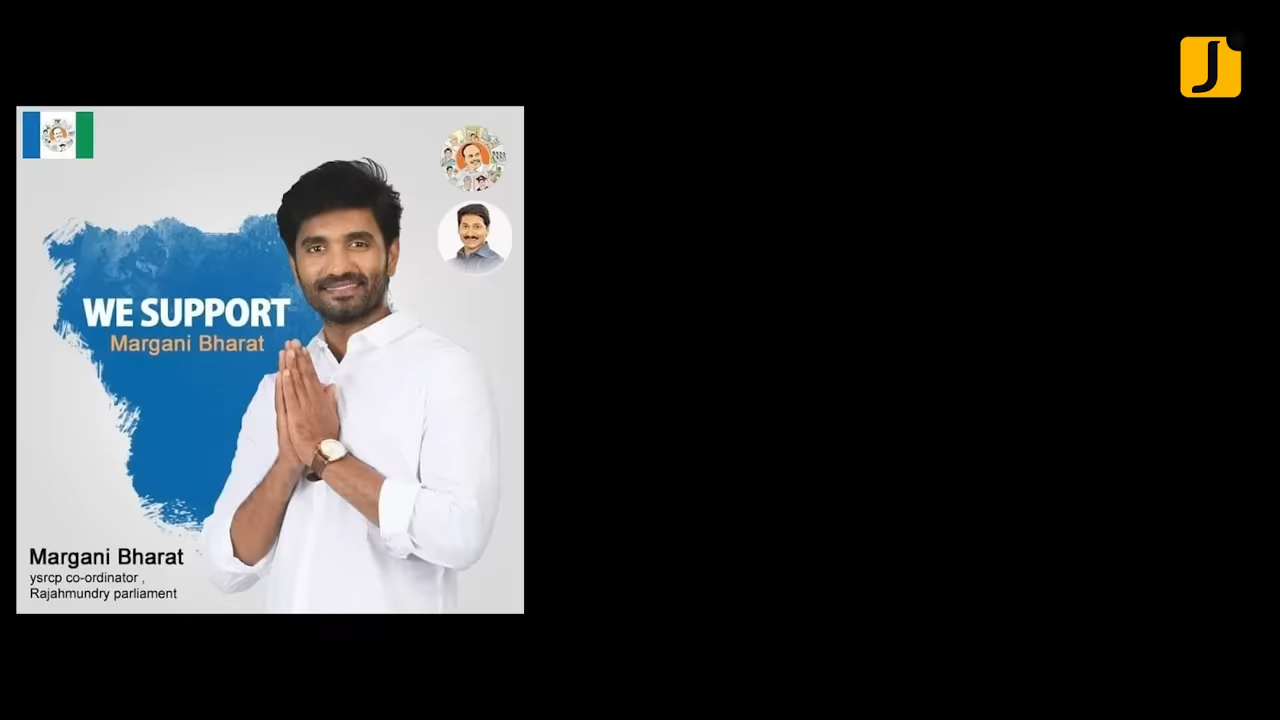 J
WE SUPPORT
Margani Bharat
Margani Bharat
ysrcp co-ordinator ,
Rajahmundry parliament